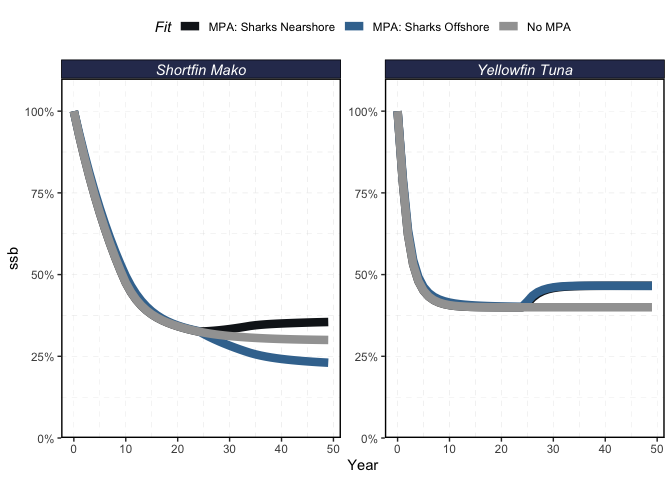 Fit MPA: Sharks Nearshore MPA: Sharks Offshore No MPA
Shortfin Mako Yellowfin Tuna
100% 100%
75% 75%
50% 50%
25% 25%
0% 0%
ssb
0 10 20 30 40 50 0 10 20 30 40 50
Year